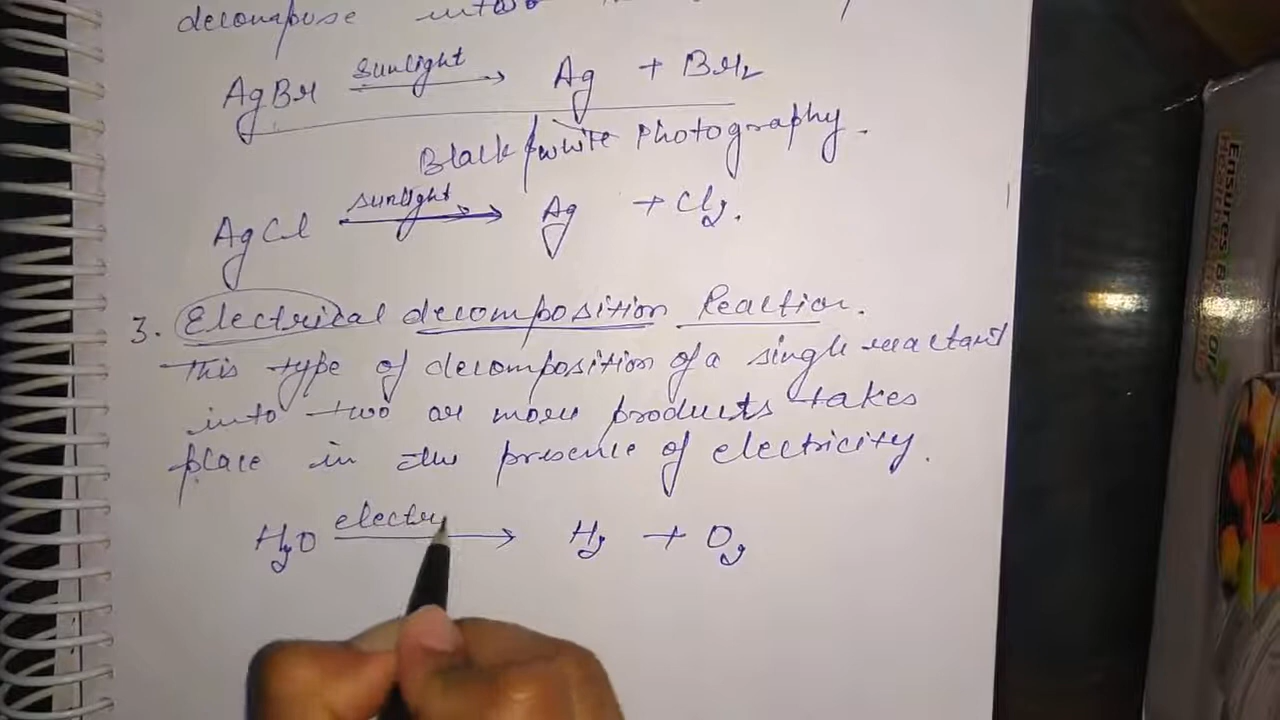 decompose into
AgBr sunlight → Ag + Br₂
Black/white Photography.
AgCl sunlight → Ag + Cl₂.
3. Electrical decomposition Reaction.
This type of decomposition of a single reactant
into two or more products takes
place in the presence of electricity.
H₂O electr → H₂ + O₂
Ensures B